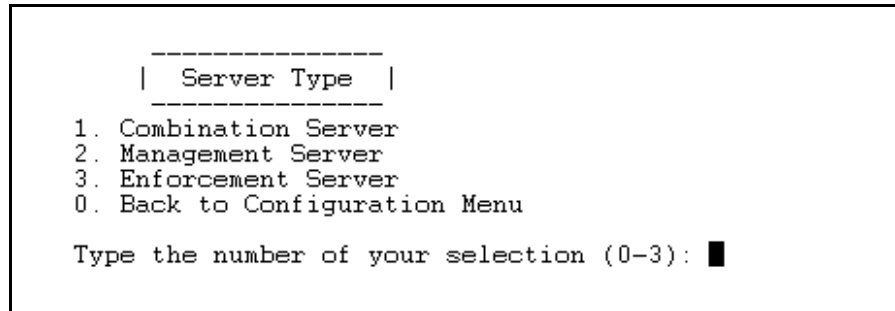 ---------------
| Server Type |
---------------
1. Combination Server
2. Management Server
3. Enforcement Server
0. Back to Configuration Menu
Type the number of your selection (0-3):